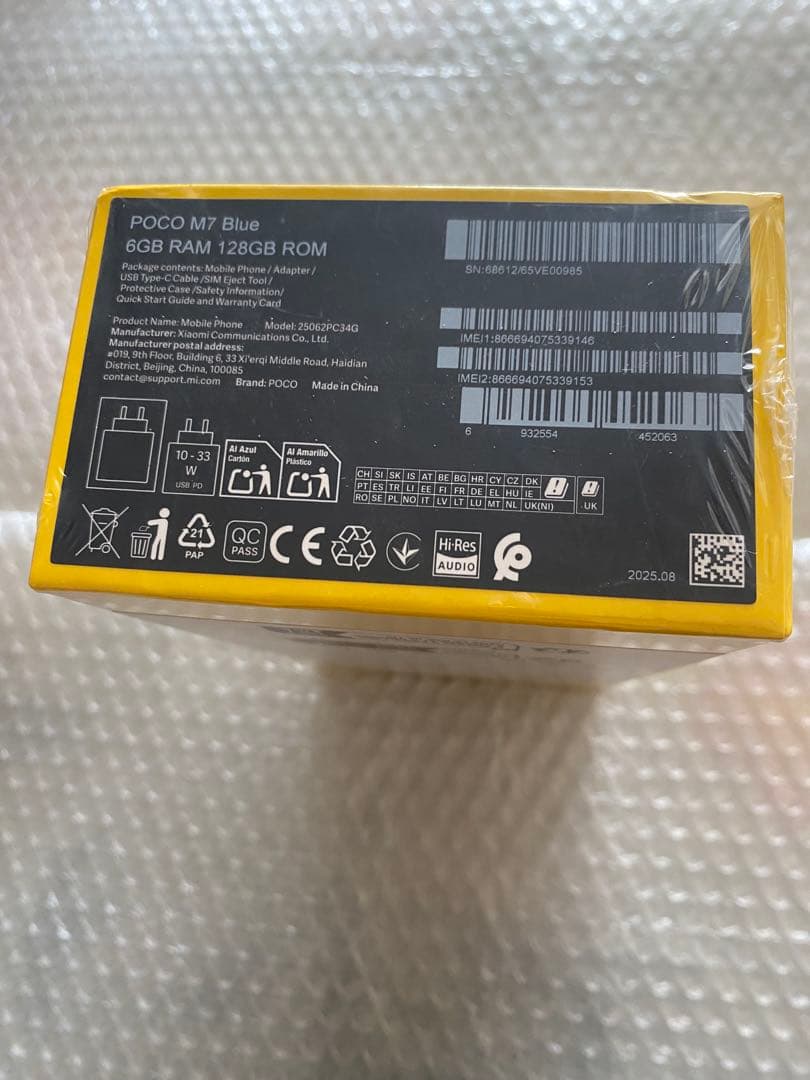 POCO M7 Blue
6GB RAM 128GB ROM
Package contents: Mobile Phone / Adapter /
USB Type-C Cable /SIM Eject Tool /
Protective Case /Safety Information/
Quick Start Guide and Warranty Card
Product Name: Mobile Phone Model: 25062PC34G
Manufacturer: Xiaomi Communications Co., Ltd.
Manufacturer postal address:
#019, 9th Floor, Building 6, 33 Xi'erqi Middle Road, Haidian
District, Beijing, China, 100085
contact@support.mi.com Brand: POCO Made in China
SN:68612/65VE00985
IMEI1:866694075339146
IMEI2:866694075339153
6 932554 452063
10 - 33
W
USB PD
Al Azul
Cartón
Al Amarillo
Plástico
CH SI SK IS AT BE BG HR CY CZ DK
PT ES TR LI EE FI FR DE EL HU IE
RO SE PL NO IT LV LT LU MT NL UK(NI)
UK
21
PAP
QC
PASS
CE
Hi-Res
AUDIO
2025.08